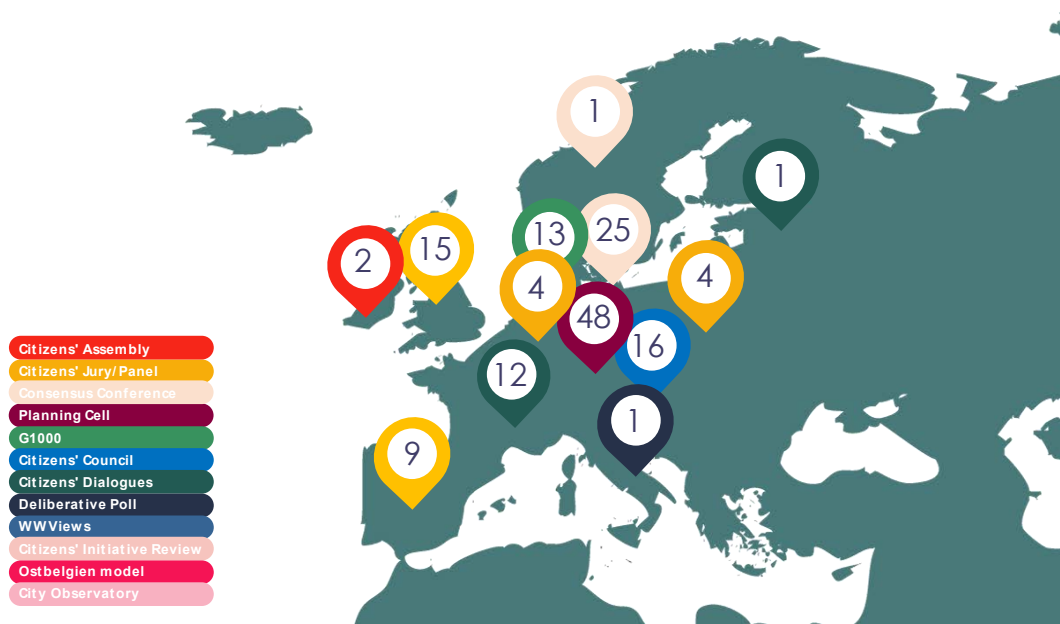 1
1
13
25
15
2
4
4
48
16
12
1
9
Citizens' Assembly
Citizens' Jury/Panel
Consensus Conference
Planning Cell
G1000
Citizens' Council
Citizens' Dialogues
Deliberative Poll
WWViews
Citizens' Initiative Review
Ostbelgien model
City Observatory